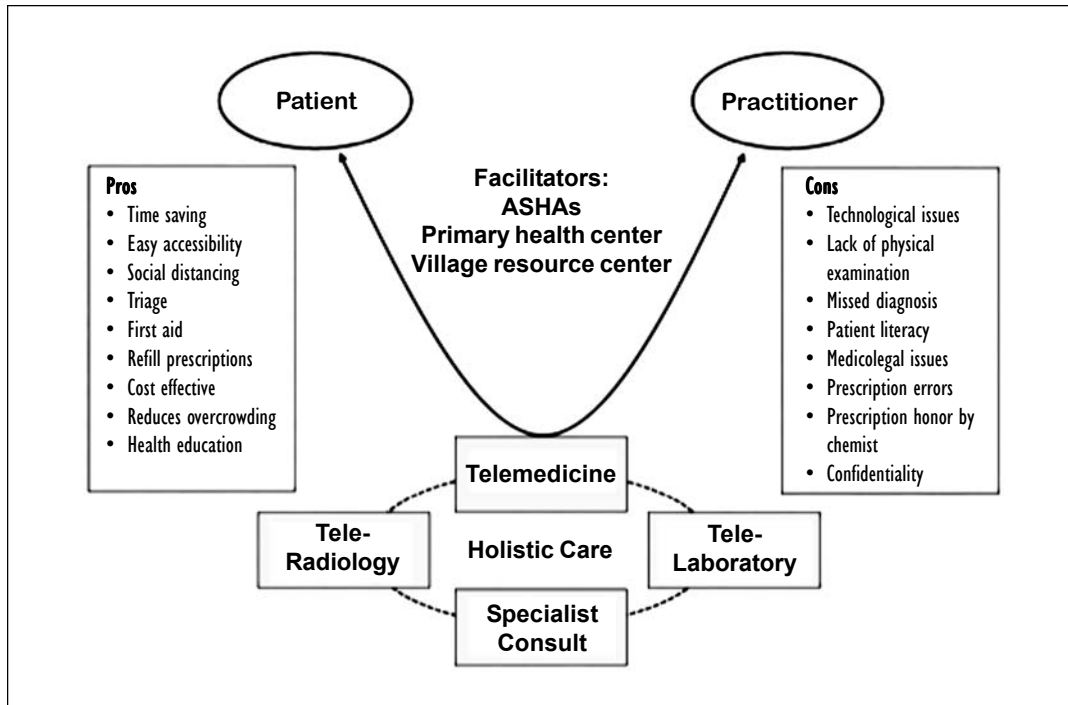 Patient
Practitioner
Facilitators:
ASHAs
Primary health center
Village resource center
Pros
• Time saving
• Easy accessibility
• Social distancing
• Triage
• First aid
• Refill prescriptions
• Cost effective
• Reduces overcrowding
• Health education
Cons
• Technological issues
• Lack of physical
examination
• Missed diagnosis
• Patient literacy
• Medicolegal issues
• Prescription errors
• Prescription honor by
chemist
• Confidentiality
Telemedicine
Tele-
Radiology
Holistic Care
Tele-
Laboratory
Specialist
Consult